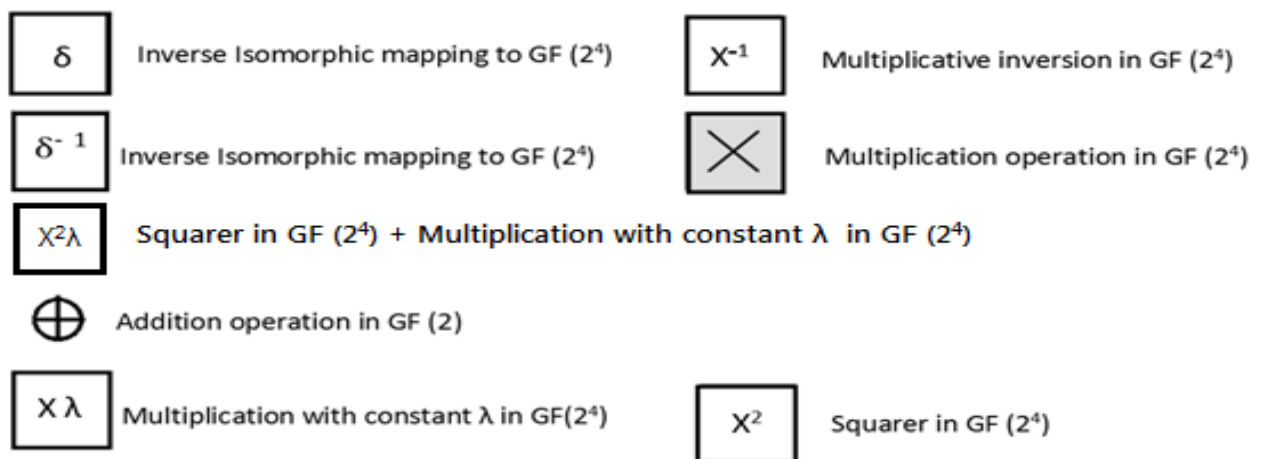 δ Inverse Isomorphic mapping to GF (2⁴) X⁻¹ Multiplicative inversion in GF (2⁴)
δ⁻ ¹ Inverse Isomorphic mapping to GF (2⁴) Multiplication operation in GF (2⁴)
X²λ Squarer in GF (2⁴) + Multiplication with constant λ in GF (2⁴)
Addition operation in GF (2)
X λ Multiplication with constant λ in GF(2⁴) X² Squarer in GF (2⁴)